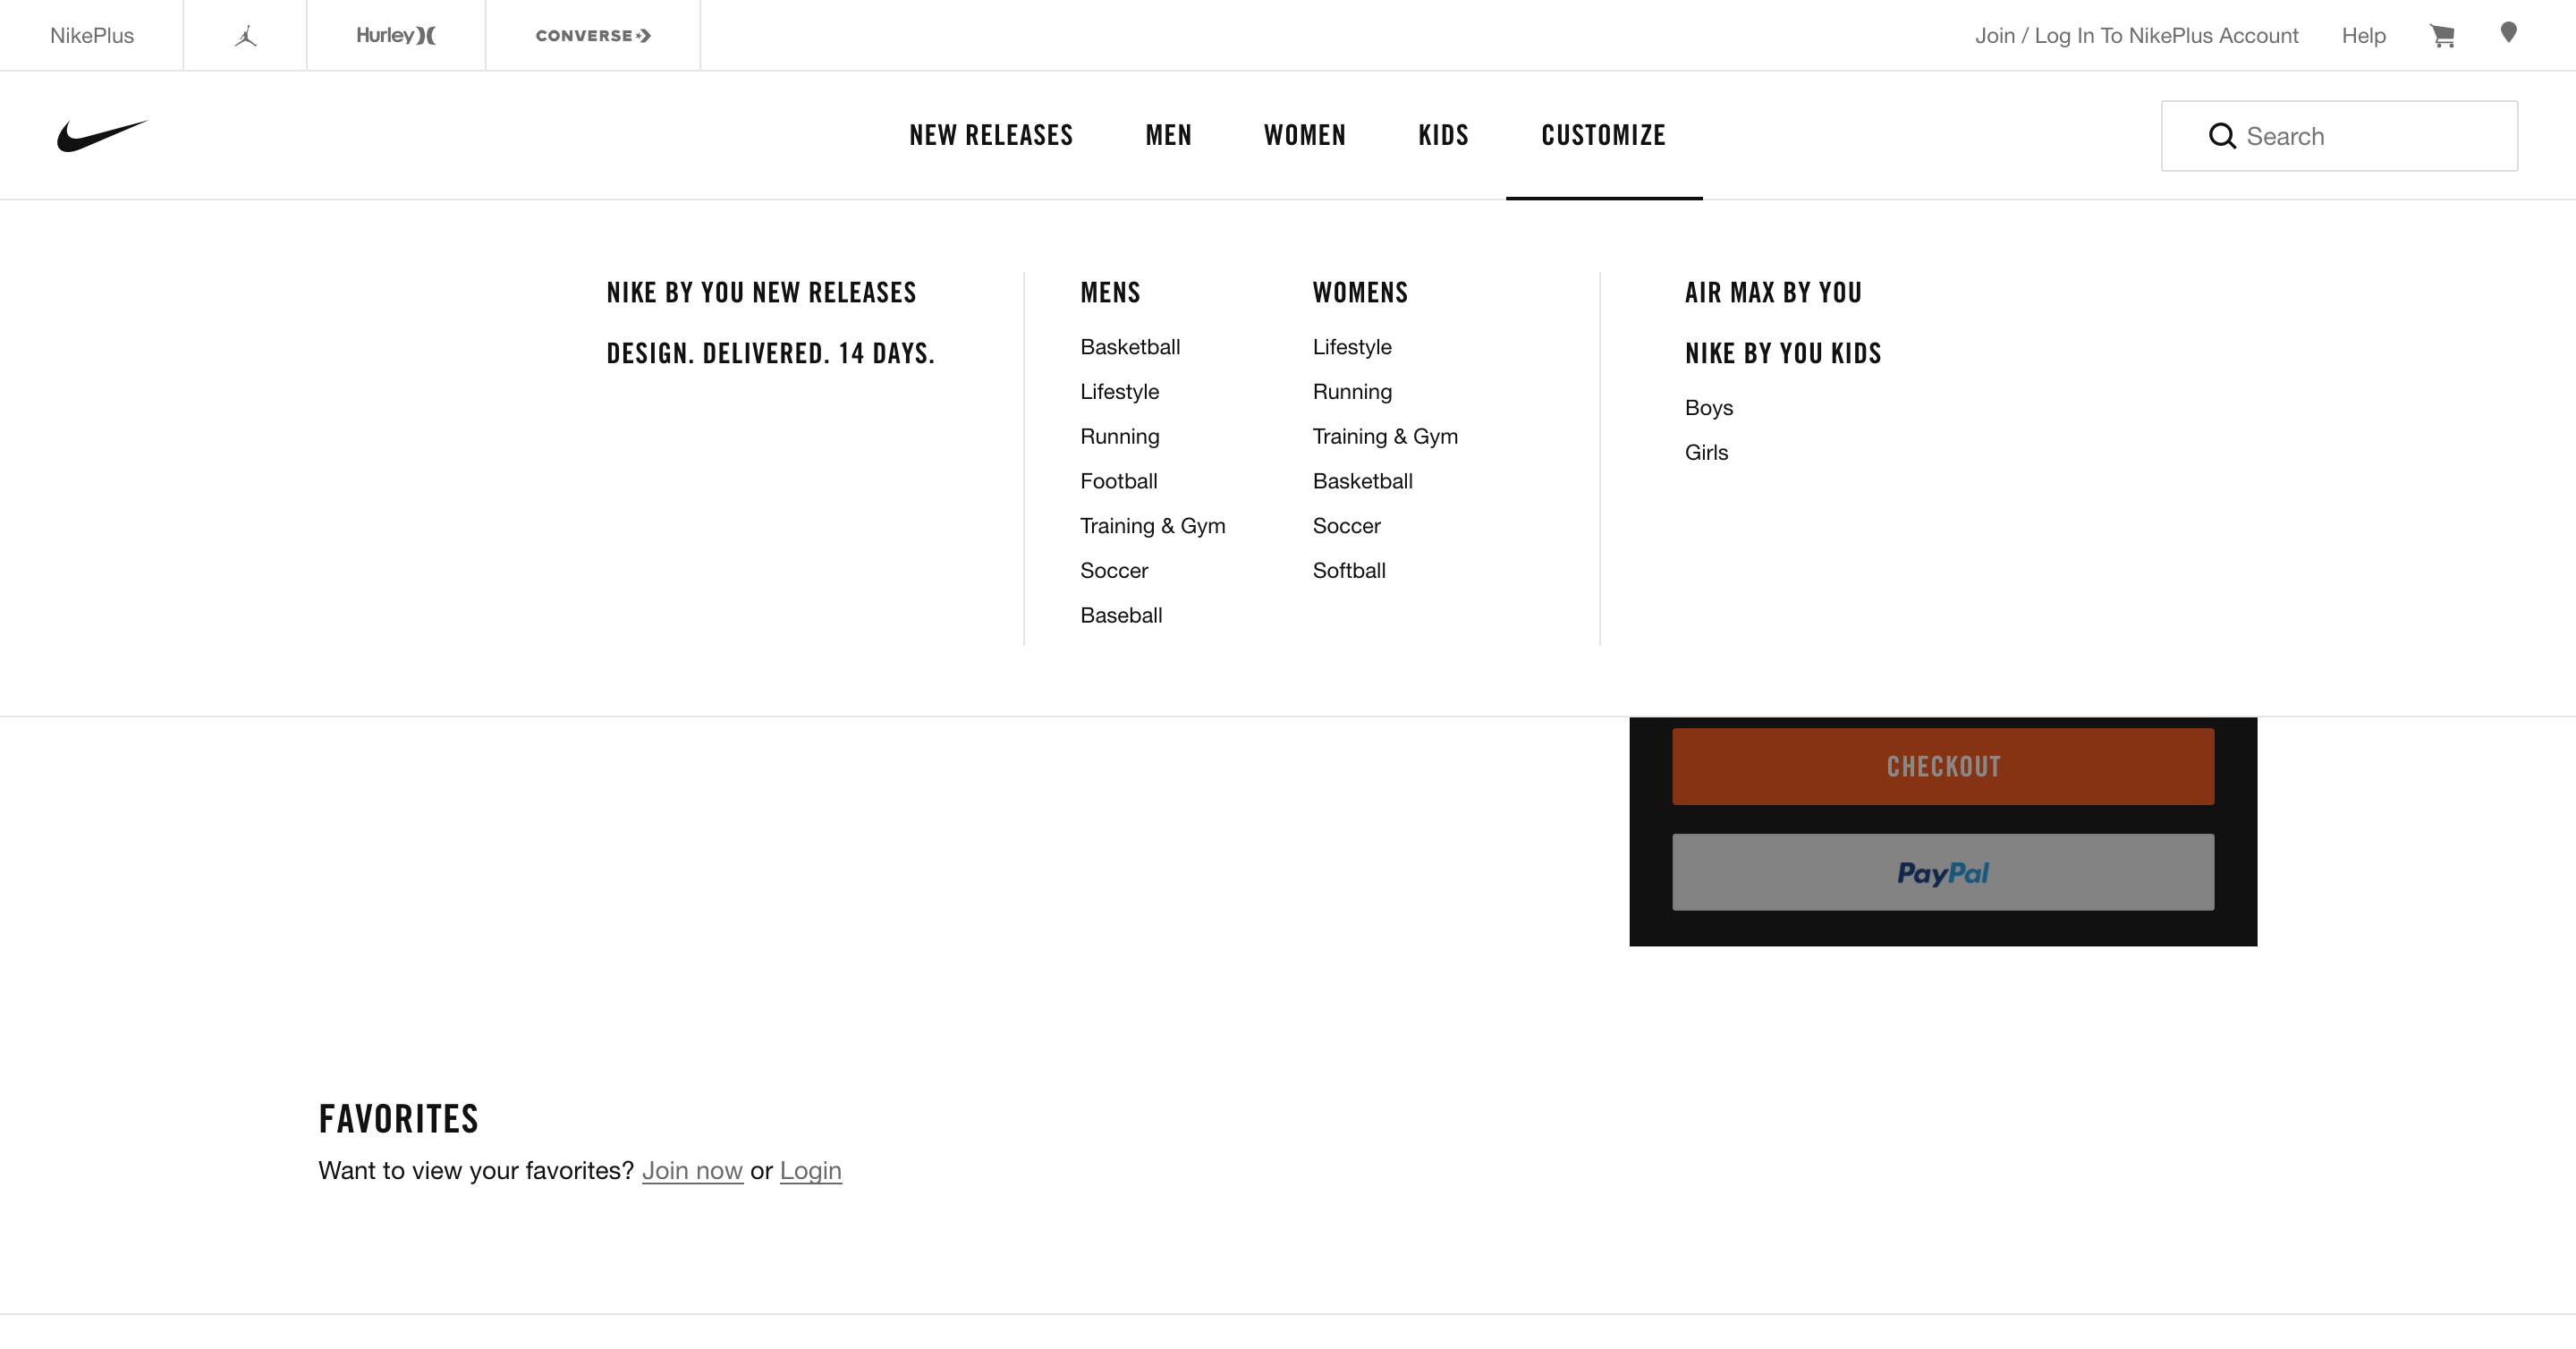 NikePlus
Hurley
CONVERSE
Join / Log In To NikePlus Account
Help
NEW RELEASES
MEN
WOMEN
KIDS
CUSTOMIZE
Search
NIKE BY YOU NEW RELEASES
DESIGN. DELIVERED. 14 DAYS.
MENS
Basketball
Lifestyle
Running
Football
Training & Gym
Soccer
Baseball
WOMENS
Lifestyle
Running
Training & Gym
Basketball
Soccer
Softball
AIR MAX BY YOU
NIKE BY YOU KIDS
Boys
Girls
CHECKOUT
PayPal
FAVORITES
Want to view your favorites? Join now or Login